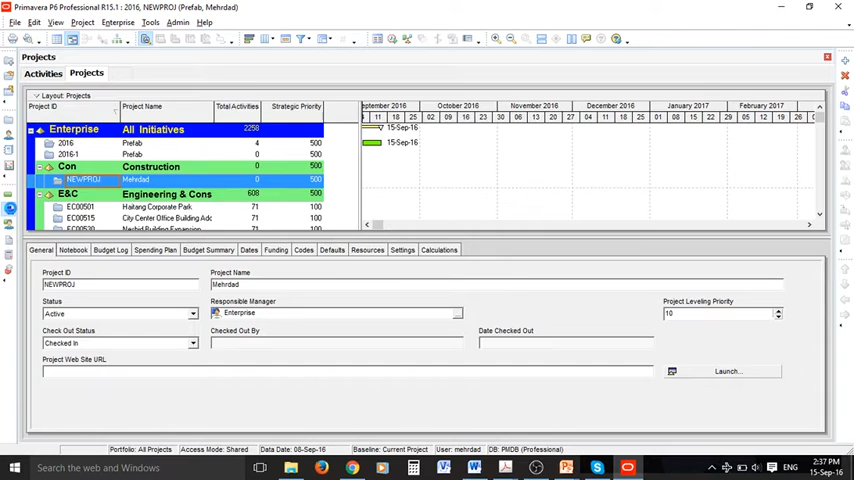 Primavera P6 Professional R15.1 : 2016, NEWPROJ (Prefab, Mehrdad)
File Edit View Project Enterprise Tools Admin Help
Projects
Activities Projects
Layout: Projects
Project ID Project Name Total Activities Strategic Priority
eptember 2016 October 2016 November 2016 December 2016 January 2017 February 2017
11 18 25 02 09 16 23 30 06 13 20 27 04 11 18 25 01 08 15 22 29 05 12 19 26
Enterprise All Initiatives 2258 15-Sep-16
2016 Prefab 4 500 15-Sep-16
2016-1 Prefab 0 500
Con Construction 0 500
NEWPROJ Mehrdad 0 500
E&C Engineering & Cons 608 500
EC00501 Haitang Corporate Park 71 100
EC00515 City Center Office Building Adc 71 100
EC00530 Nesbid Building Expansion 71 100
General Notebook Budget Log Spending Plan Budget Summary Dates Funding Codes Defaults Resources Settings Calculations
Project ID Project Name
NEWPROJ Mehrdad
Status Responsible Manager Project Leveling Priority
Active Enterprise ... 10
Check Out Status Checked Out By Date Checked Out
Checked In
Project Web Site URL
Launch...
Portfolio: All Projects Access Mode: Shared Data Date: 08-Sep-16 Baseline: Current Project User: mehrdad DB: PMDB (Professional)
Search the web and Windows
ENG
2:37 PM
15-Sep-16